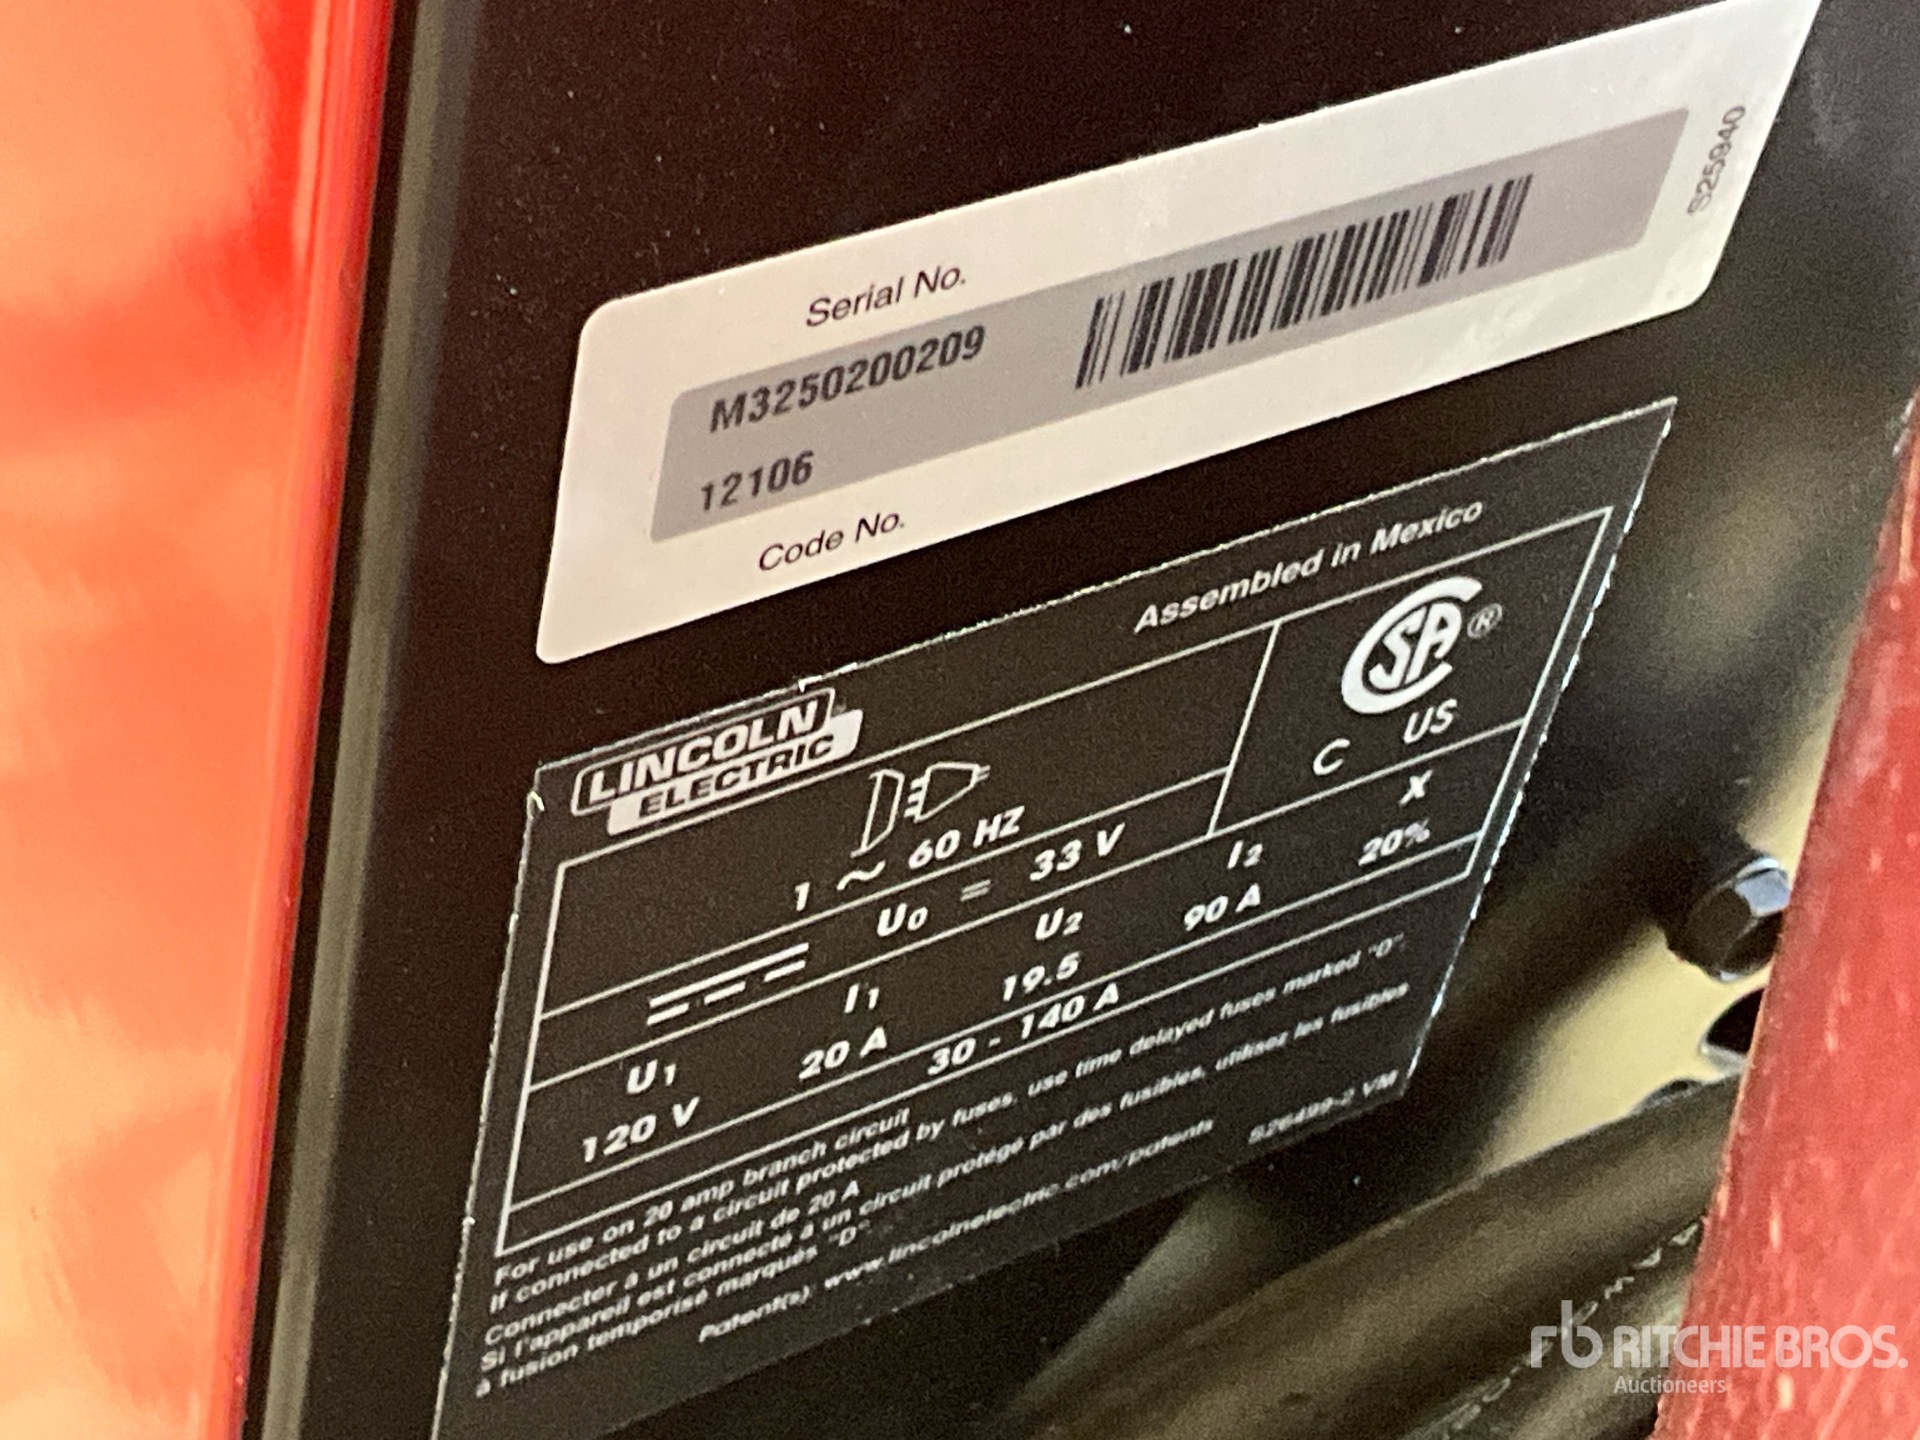 S25940
Serial No.
M3250200209
12106
Code No.
Assembled in Mexico
LINCOLN
ELECTRIC
CSA®
C US
1 ~ 60 HZ
U0 = 33 V
X
20%
I2
90 A
U2
19.5
I1
20 A
U1
120 V
30 - 140 A
For use on 20 amp branch circuit
If connected to a circuit protected by fuses, use time delayed fuses marked "D".
Connecter à un circuit de 20 A
Si l'appareil est connecté à un circuit protégé par des fusibles, utilisez les fusibles
à fusion temporisé marqués "D".
Patent(s): www.lincolnelectric.com/patents
S26499-2 VM
rb RITCHIE BROS.
Auctioneers